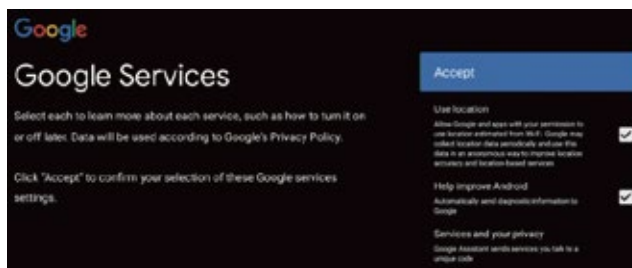 Google
Google Services
Select each to learn more about each service, such as how to turn it on
or off later. Data will be used according to Google's Privacy Policy.
Click "Accept" to confirm your selection of these Google services
settings.
Accept
Use location
Allow Google and apps with your permission to
use location estimated from Wi-Fi. Google may
collect location data periodically and use this
data in an anonymous way to improve location
accuracy and location-based services
Help improve Android
Automatically send diagnostic information to
Google
Services and your privacy
Google Assistant sends services you talk to a
unique code